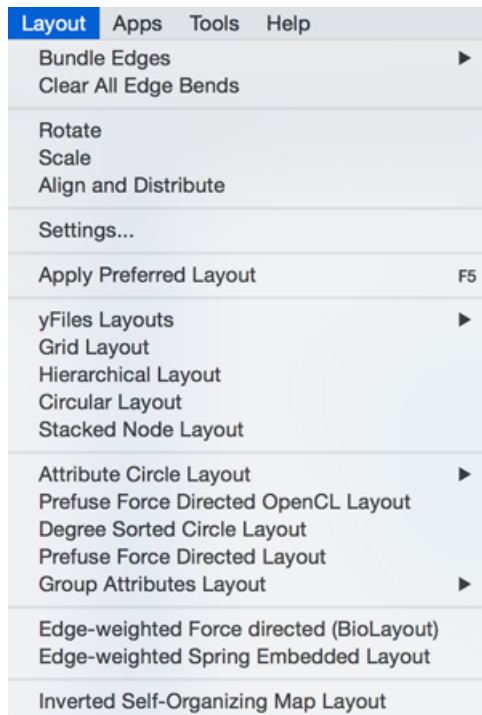 Layout Apps Tools Help
Bundle Edges ▶
Clear All Edge Bends
Rotate
Scale
Align and Distribute
Settings...
Apply Preferred Layout F5
yFiles Layouts ▶
Grid Layout
Hierarchical Layout
Circular Layout
Stacked Node Layout
Attribute Circle Layout ▶
Prefuse Force Directed OpenCL Layout
Degree Sorted Circle Layout
Prefuse Force Directed Layout
Group Attributes Layout ▶
Edge-weighted Force directed (BioLayout)
Edge-weighted Spring Embedded Layout
Inverted Self-Organizing Map Layout